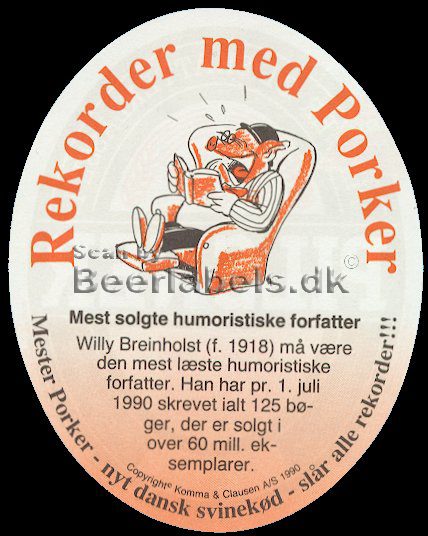 Rekorder med Porker
Scan by
Beerlabels.dk
©
Mest solgte humoristiske forfatter
Willy Breinholst (f. 1918) må være
den mest læste humoristiske
forfatter. Han har pr. 1. juli
1990 skrevet ialt 125 bø-
ger, der er solgt i
over 60 mill. ek-
semplarer.
Copyright© Komma & Clausen A/S 1990
Mester Porker - nyt dansk svinekød - slår alle rekorder!!!